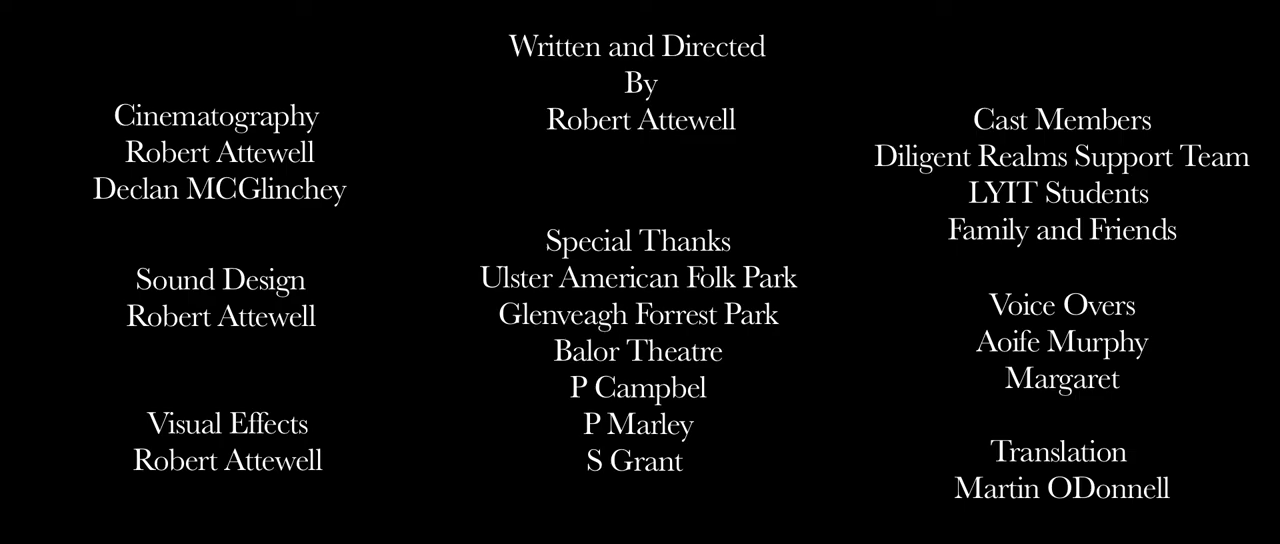 Cinematography
Robert Attewell
Declan MCGlinchey
Sound Design
Robert Attewell
Visual Effects
Robert Attewell
Written and Directed
By
Robert Attewell
Special Thanks
Ulster American Folk Park
Glenveagh Forrest Park
Balor Theatre
P Campbel
P Marley
S Grant
Cast Members
Diligent Realms Support Team
LYIT Students
Family and Friends
Voice Overs
Aoife Murphy
Margaret
Translation
Martin ODonnell